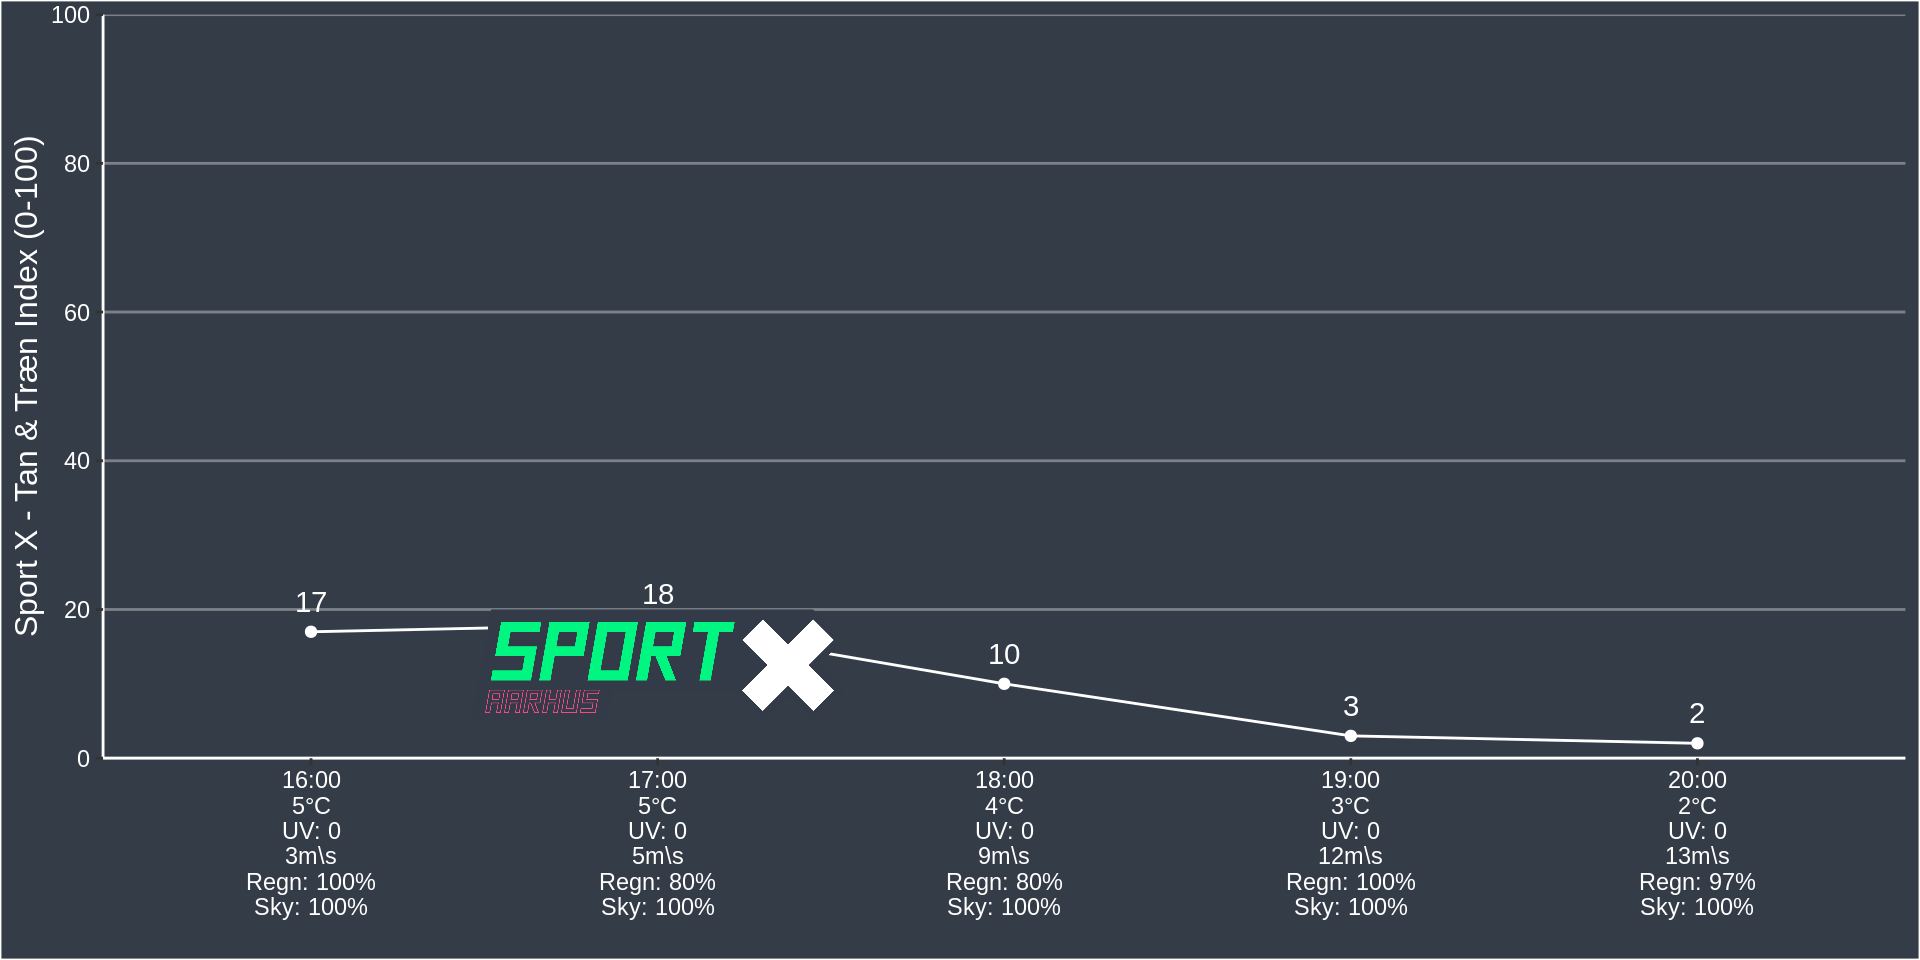 Sport X - Tan & Træn Index (0-100)
100
80
60
40
20
0
17
18
10
3
2
SPORT X
AARHUS
16:00
5°C
UV: 0
3m\s
Regn: 100%
Sky: 100%
17:00
5°C
UV: 0
5m\s
Regn: 80%
Sky: 100%
18:00
4°C
UV: 0
9m\s
Regn: 80%
Sky: 100%
19:00
3°C
UV: 0
12m\s
Regn: 100%
Sky: 100%
20:00
2°C
UV: 0
13m\s
Regn: 97%
Sky: 100%